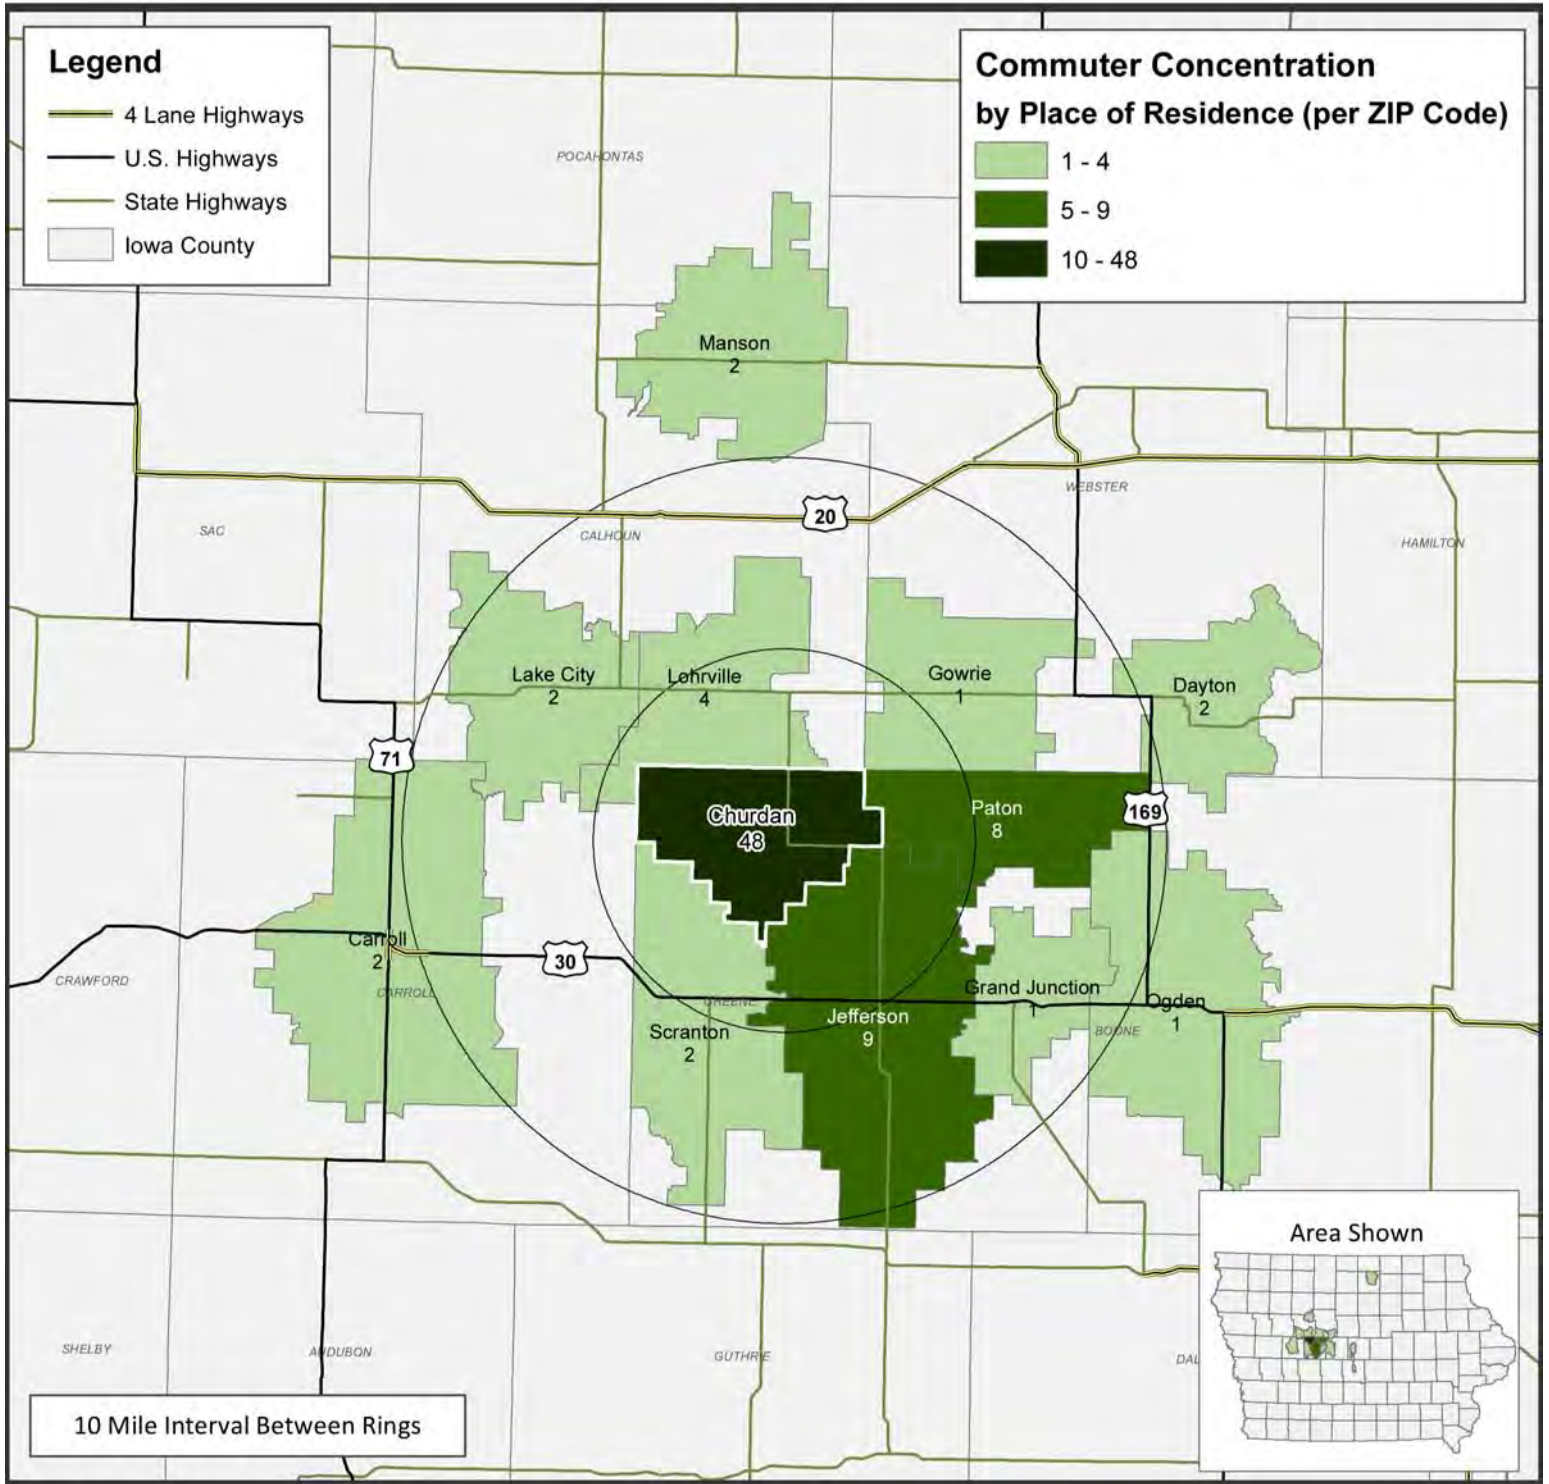 Legend
4 Lane Highways
U.S. Highways
State Highways
Iowa County
Commuter Concentration
by Place of Residence (per ZIP Code)
1 - 4
5 - 9
10 - 48
POCAHONTAS
Manson
2
20
WEBSTER
SAC
CALHOUN
HAMILTON
Lake City
2
Lohrville
4
Gowrie
1
Dayton
2
71
Churdan
48
Paton
8
169
Carroll
2
30
CRAWFORD
CARROLL
GREENE
Grand Junction
1
Ogden
1
Jefferson
9
Scranton
2
BOONE
Area Shown
SHELBY
AUDUBON
GUTHRIE
DAL
10 Mile Interval Between Rings